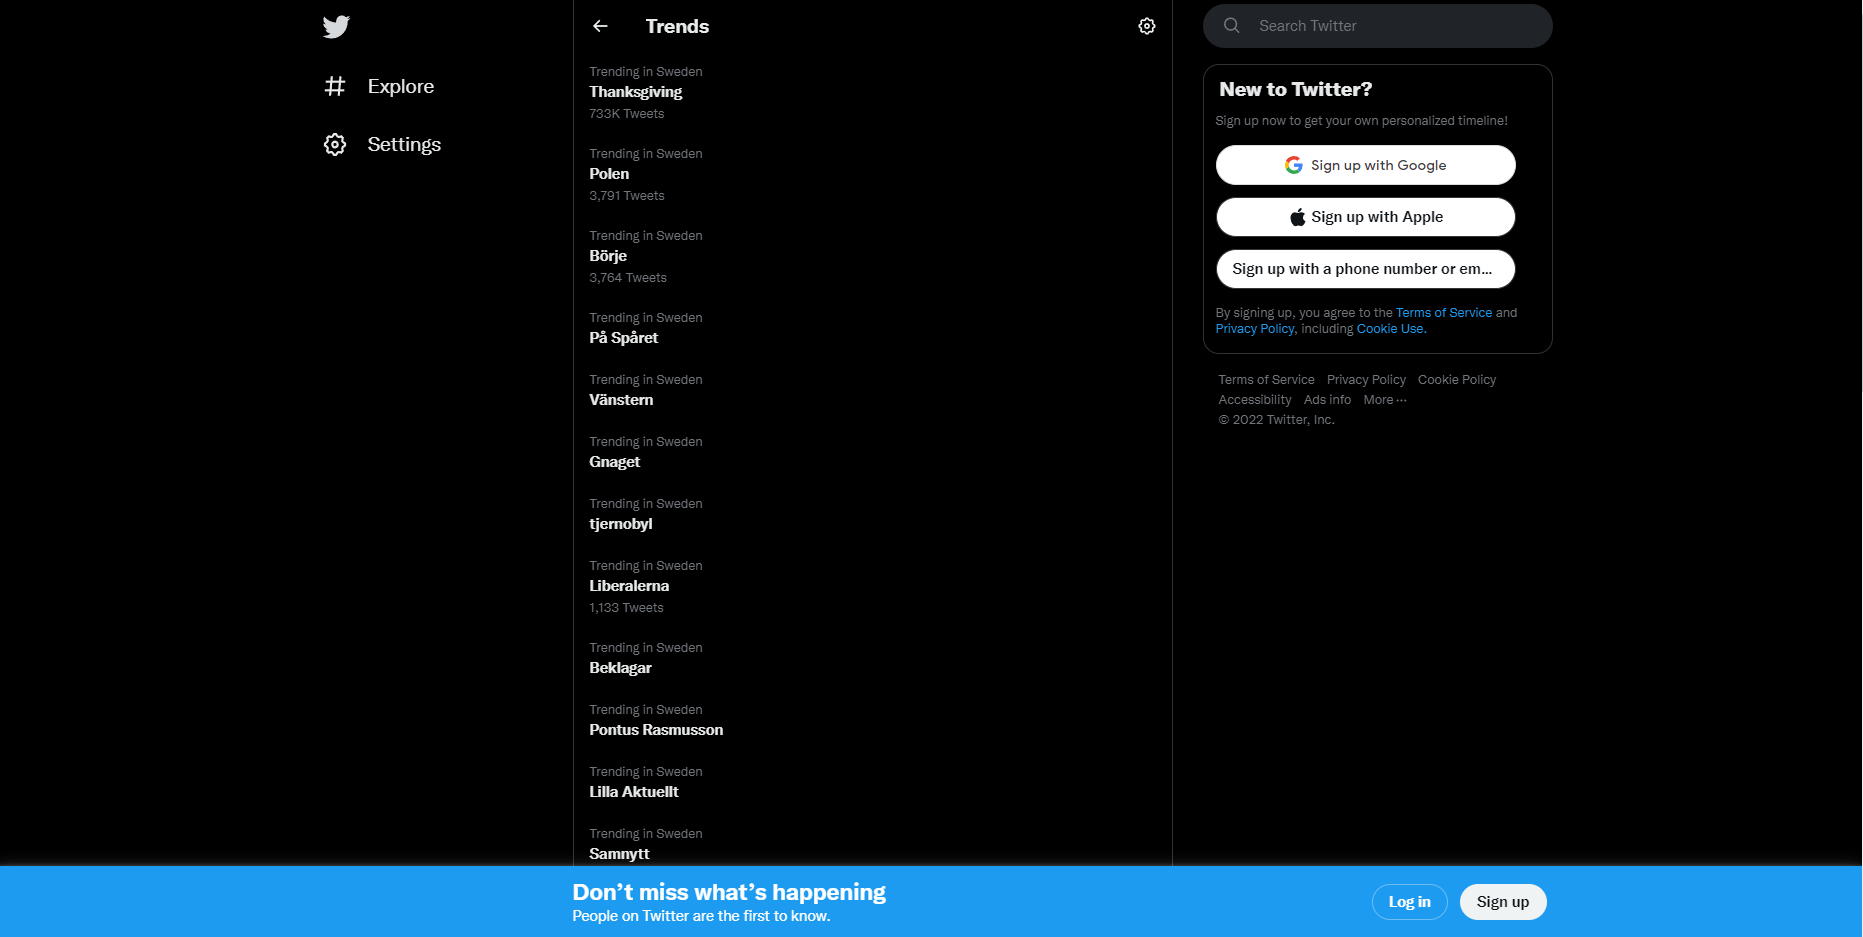 Explore
Settings
Trends
Trending in Sweden
Thanksgiving
733K Tweets
Trending in Sweden
Polen
3,791 Tweets
Trending in Sweden
Börje
3,764 Tweets
Trending in Sweden
På Spåret
Trending in Sweden
Vänstern
Trending in Sweden
Gnaget
Trending in Sweden
tjernobyl
Trending in Sweden
Liberalerna
1,133 Tweets
Trending in Sweden
Beklagar
Trending in Sweden
Pontus Rasmusson
Trending in Sweden
Lilla Aktuellt
Trending in Sweden
Samnytt
Search Twitter
New to Twitter?
Sign up now to get your own personalized timeline!
Sign up with Google
Sign up with Apple
Sign up with a phone number or em...
By signing up, you agree to the Terms of Service and
Privacy Policy, including Cookie Use.
Terms of Service Privacy Policy Cookie Policy
Accessibility Ads info More ···
© 2022 Twitter, Inc.
Don’t miss what’s happening
People on Twitter are the first to know.
Log in
Sign up